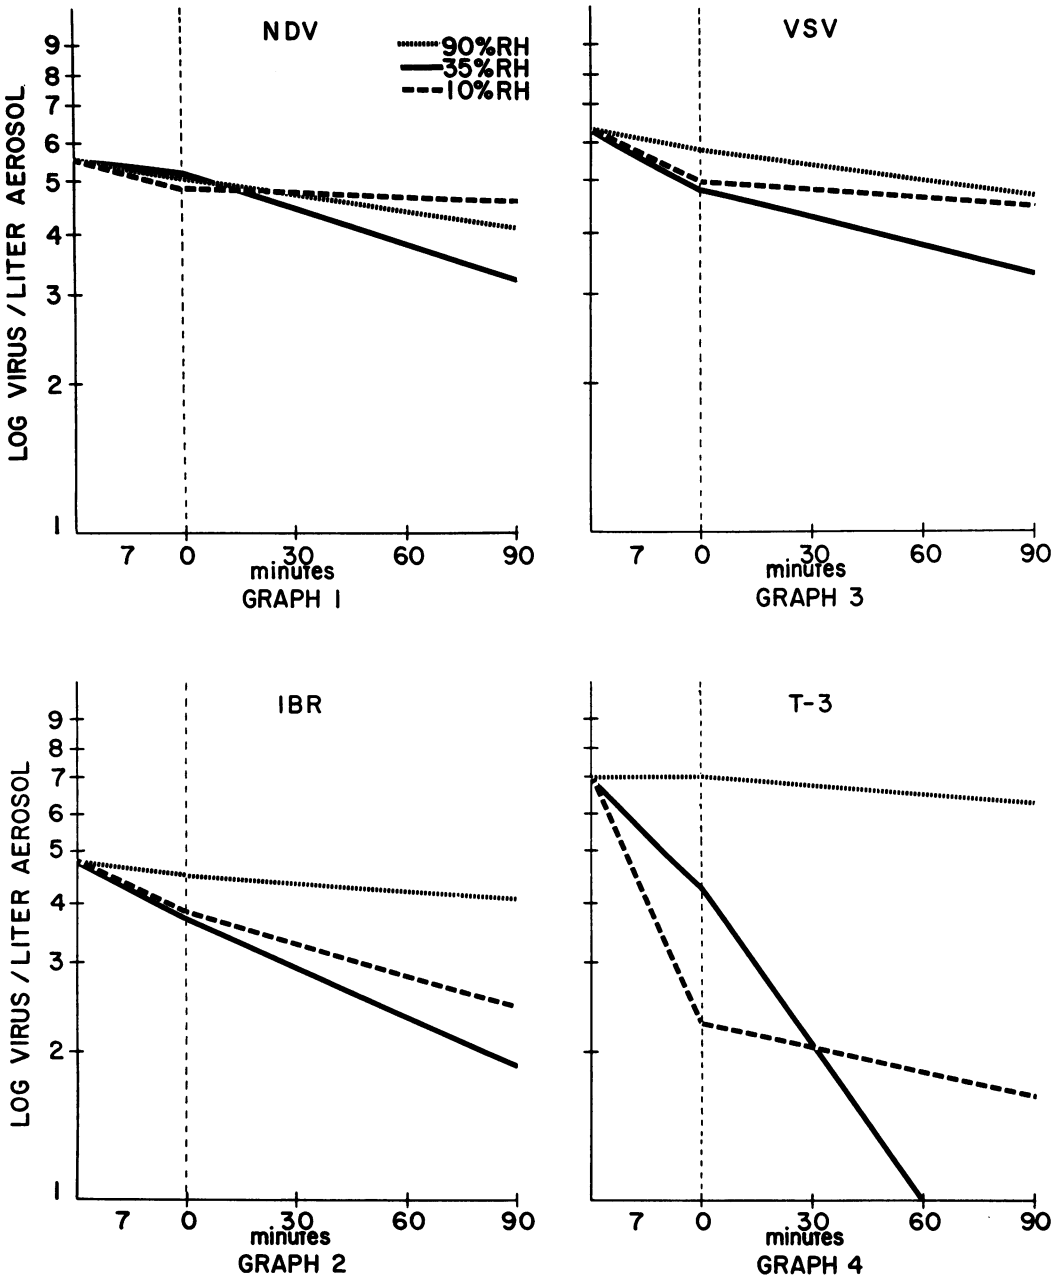 NDV
90%RH
35%RH
10%RH
LOG VIRUS / LITER AEROSOL
9
8
7
6
5
4
3
2
1
7 0 30 60 90
minutes
GRAPH 1
VSV
7 0 30 60 90
minutes
GRAPH 3
IBR
LOG VIRUS / LITER AEROSOL
9
8
7
6
5
4
3
2
1
7 0 30 60 90
minutes
GRAPH 2
T-3
7 0 30 60 90
minutes
GRAPH 4